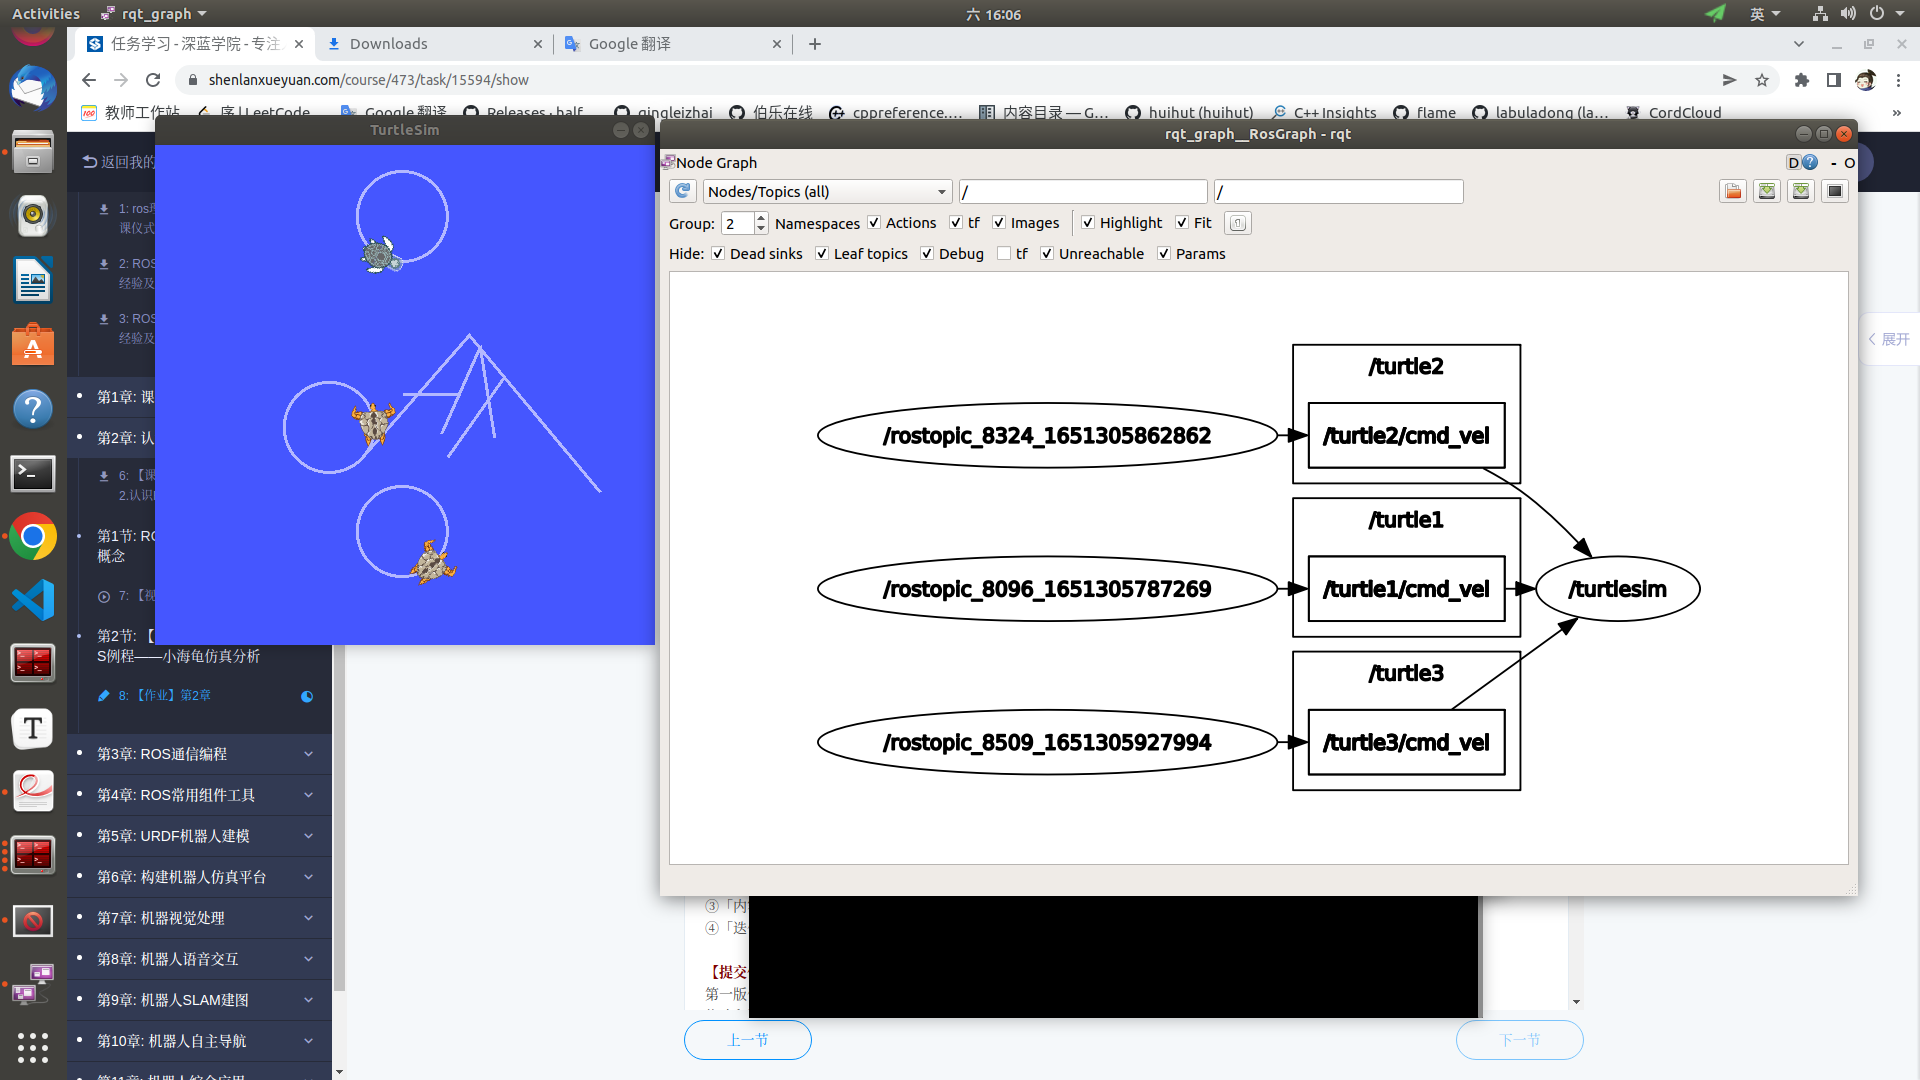 Activities
rqt_graph
六 16:06
英
任务学习 - 深蓝学院 - 专注
Downloads
Google 翻译
shenlanxueyuan.com/course/473/task/15594/show
教师工作站
序 | LeetCode
Google 翻译
Releases · half
qingleizhai
伯乐在线
cppreference.…
内容目录 — G…
huihut (huihut)
C++ Insights
flame
labuladong (la…
CordCloud
»
TurtleSim
rqt_graph__RosGraph - rqt
返回我的
Node Graph
D
?
- O
Nodes/Topics (all)
/
/
Group:
2
Namespaces
Actions
tf
Images
Highlight
Fit
Hide:
Dead sinks
Leaf topics
Debug
tf
Unreachable
Params
1: ros
课仪式
2: ROS
经验及
3: ROS
经验及
第1章: 课
第2章: 认
6: 【课
2.认识
第1节: RO
概念
7: 【视
第2节: 【
S例程——小海龟仿真分析
8: 【作业】第2章
第3章: ROS通信编程
第4章: ROS常用组件工具
第5章: URDF机器人建模
第6章: 构建机器人仿真平台
第7章: 机器视觉处理
第8章: 机器人语音交互
第9章: 机器人SLAM建图
第10章: 机器人自主导航
第11章: 机器人综合应用
/turtle2
/rostopic_8324_1651305862862
/turtle2/cmd_vel
/turtle1
/rostopic_8096_1651305787269
/turtle1/cmd_vel
/turtlesim
/turtle3
/rostopic_8509_1651305927994
/turtle3/cmd_vel
展开
③「内
④「迭
【提交
第一版
上一节
下一节